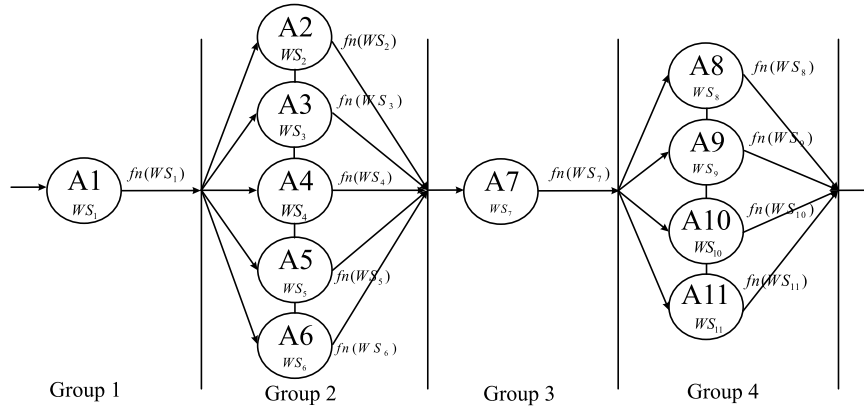 A1
WS₁
fn(WS₁)
A2
WS₂
fn(WS₂)
A3
WS₃
fn(WS₃)
A4
WS₄
fn(WS₄)
A5
WS₅
fn(WS₅)
A6
WS₆
fn(WS₆)
A7
WS₇
fn(WS₇)
A8
WS₈
fn(WS₈)
A9
WS₉
fn(WS₉)
A10
WS₁₀
fn(WS₁₀)
A11
WS₁₁
fn(WS₁₁)
Group 1
Group 2
Group 3
Group 4